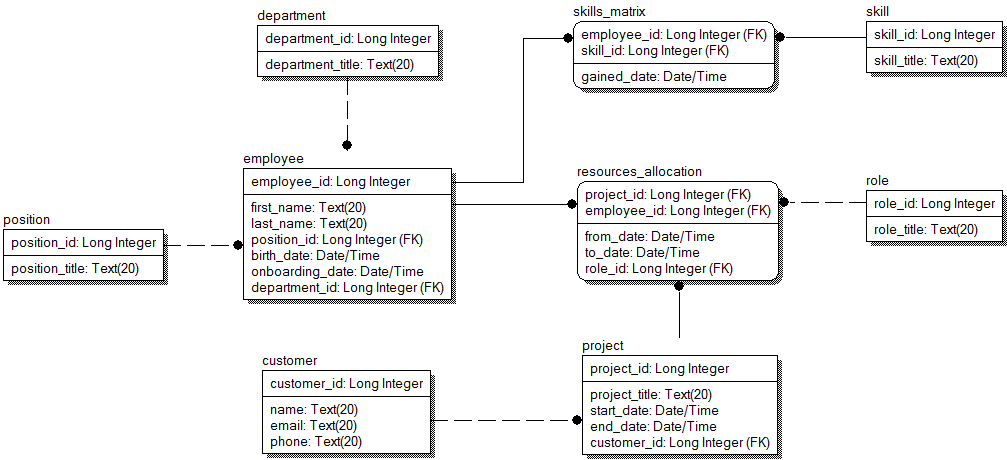 department
department_id: Long Integer
department_title: Text(20)
skills_matrix
employee_id: Long Integer (FK)
skill_id: Long Integer (FK)
gained_date: Date/Time
skill
skill_id: Long Integer
skill_title: Text(20)
employee
employee_id: Long Integer
first_name: Text(20)
last_name: Text(20)
position_id: Long Integer (FK)
birth_date: Date/Time
onboarding_date: Date/Time
department_id: Long Integer (FK)
resources_allocation
project_id: Long Integer (FK)
employee_id: Long Integer (FK)
from_date: Date/Time
to_date: Date/Time
role_id: Long Integer (FK)
role
role_id: Long Integer
role_title: Text(20)
position
position_id: Long Integer
position_title: Text(20)
customer
customer_id: Long Integer
name: Text(20)
email: Text(20)
phone: Text(20)
project
project_id: Long Integer
project_title: Text(20)
start_date: Date/Time
end_date: Date/Time
customer_id: Long Integer (FK)